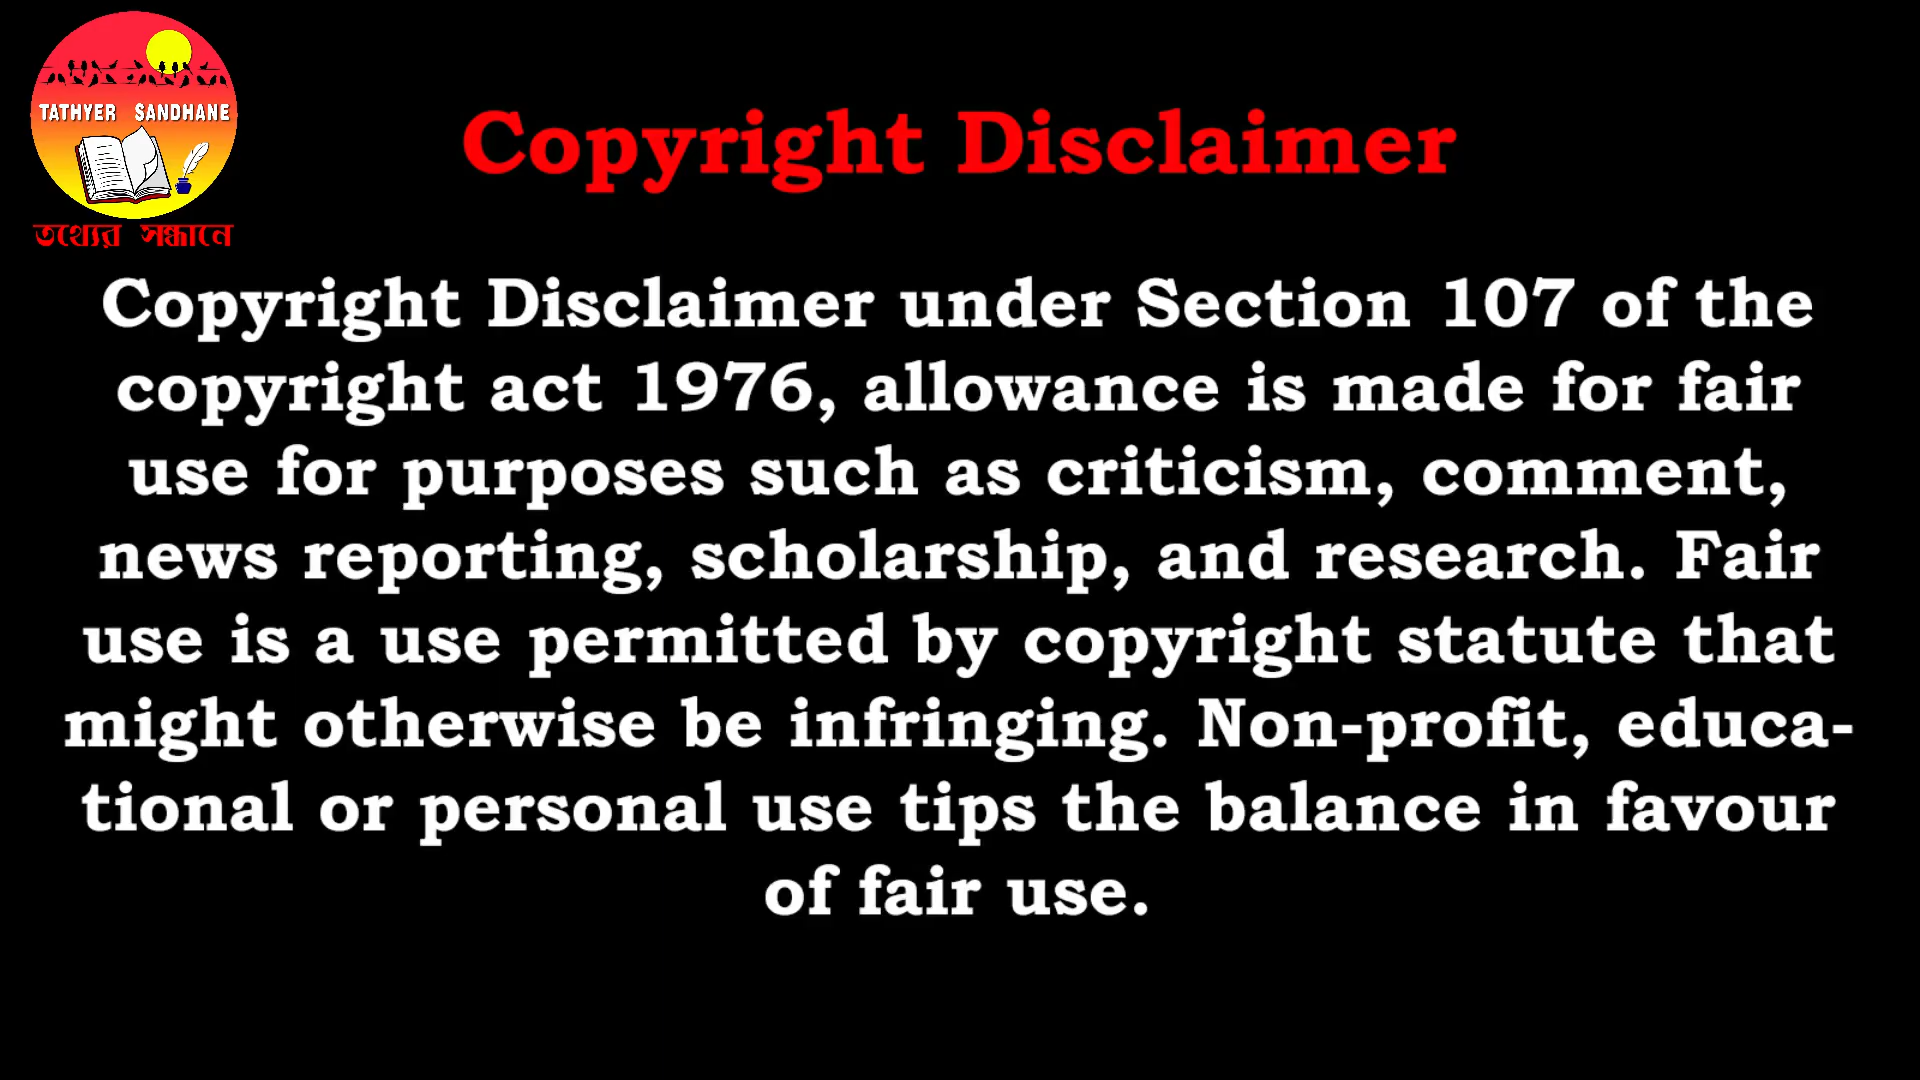 TATHYER SANDHANE
তথ্যের সন্ধানে
Copyright Disclaimer
Copyright Disclaimer under Section 107 of the
copyright act 1976, allowance is made for fair
use for purposes such as criticism, comment,
news reporting, scholarship, and research. Fair
use is a use permitted by copyright statute that
might otherwise be infringing. Non-profit, educa-
tional or personal use tips the balance in favour
of fair use.